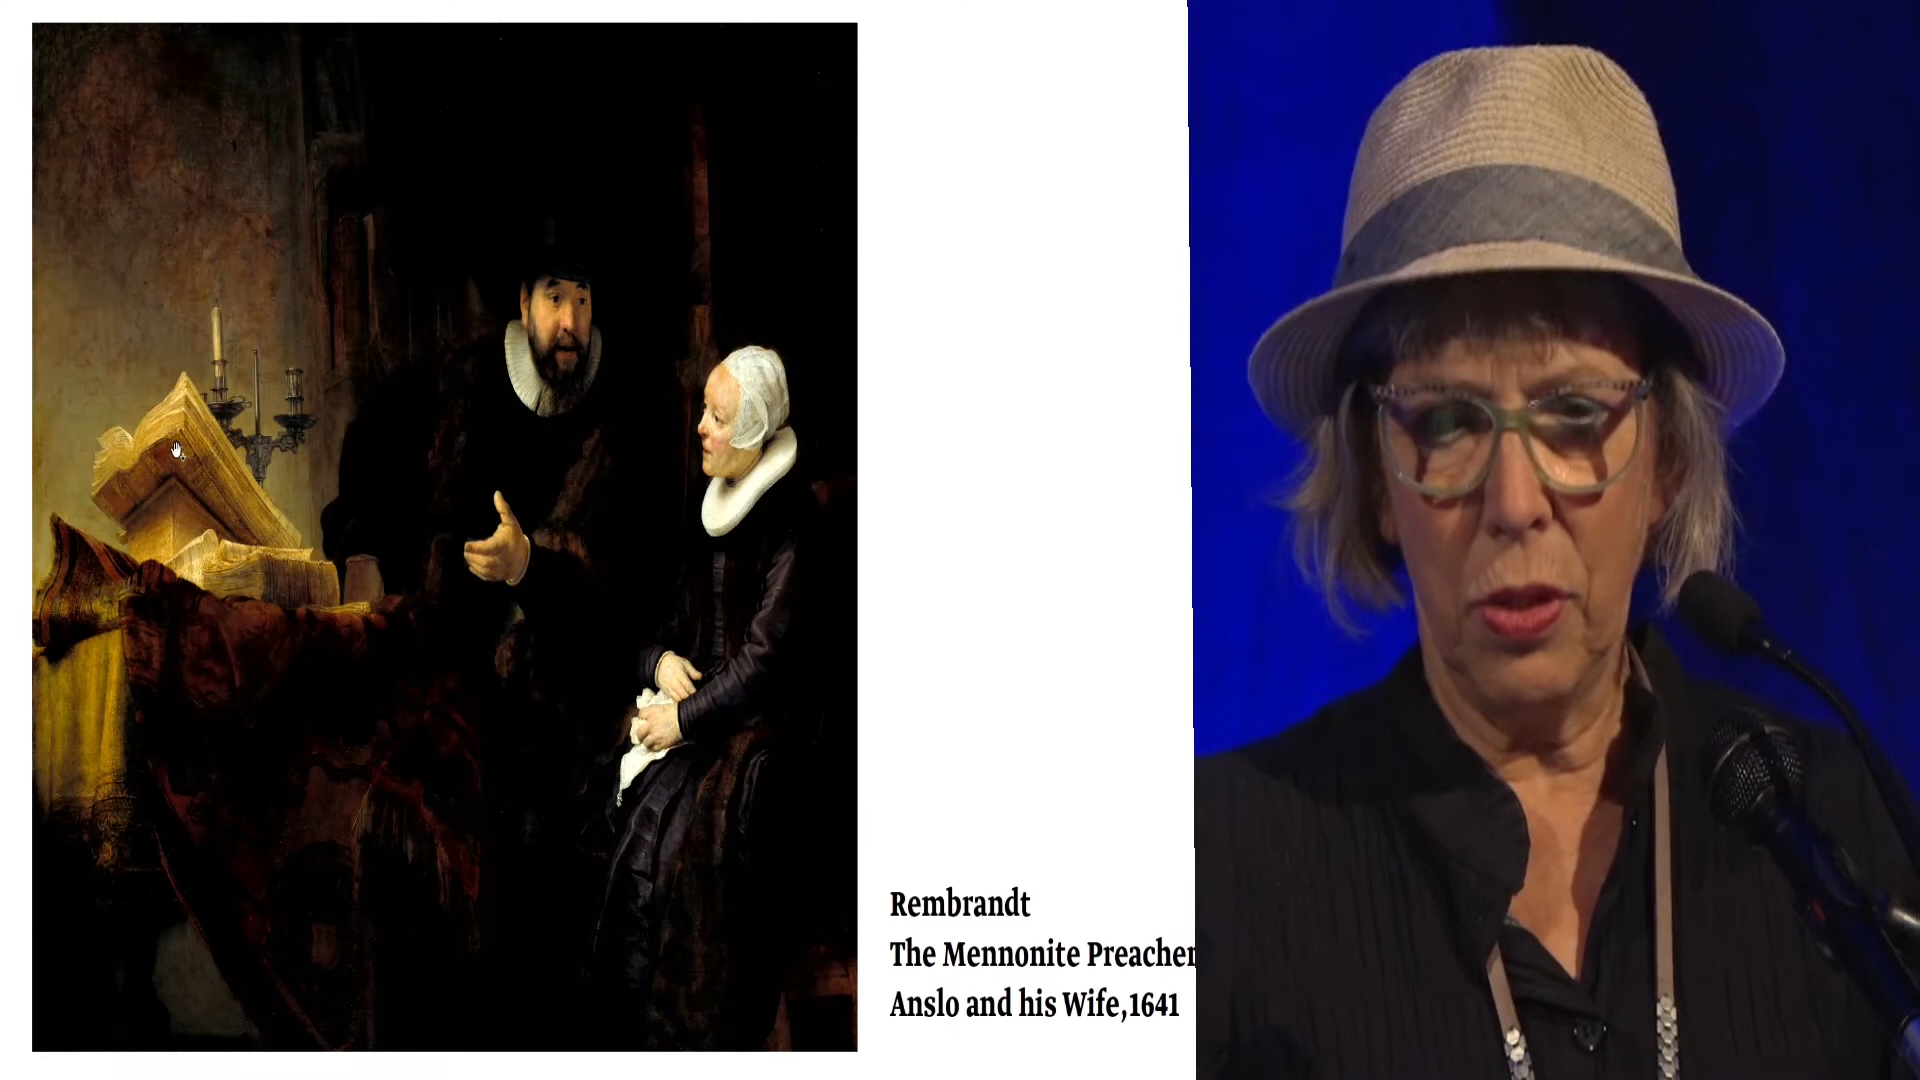 Rembrandt
The Mennonite Preacher
Anslo and his Wife,1641